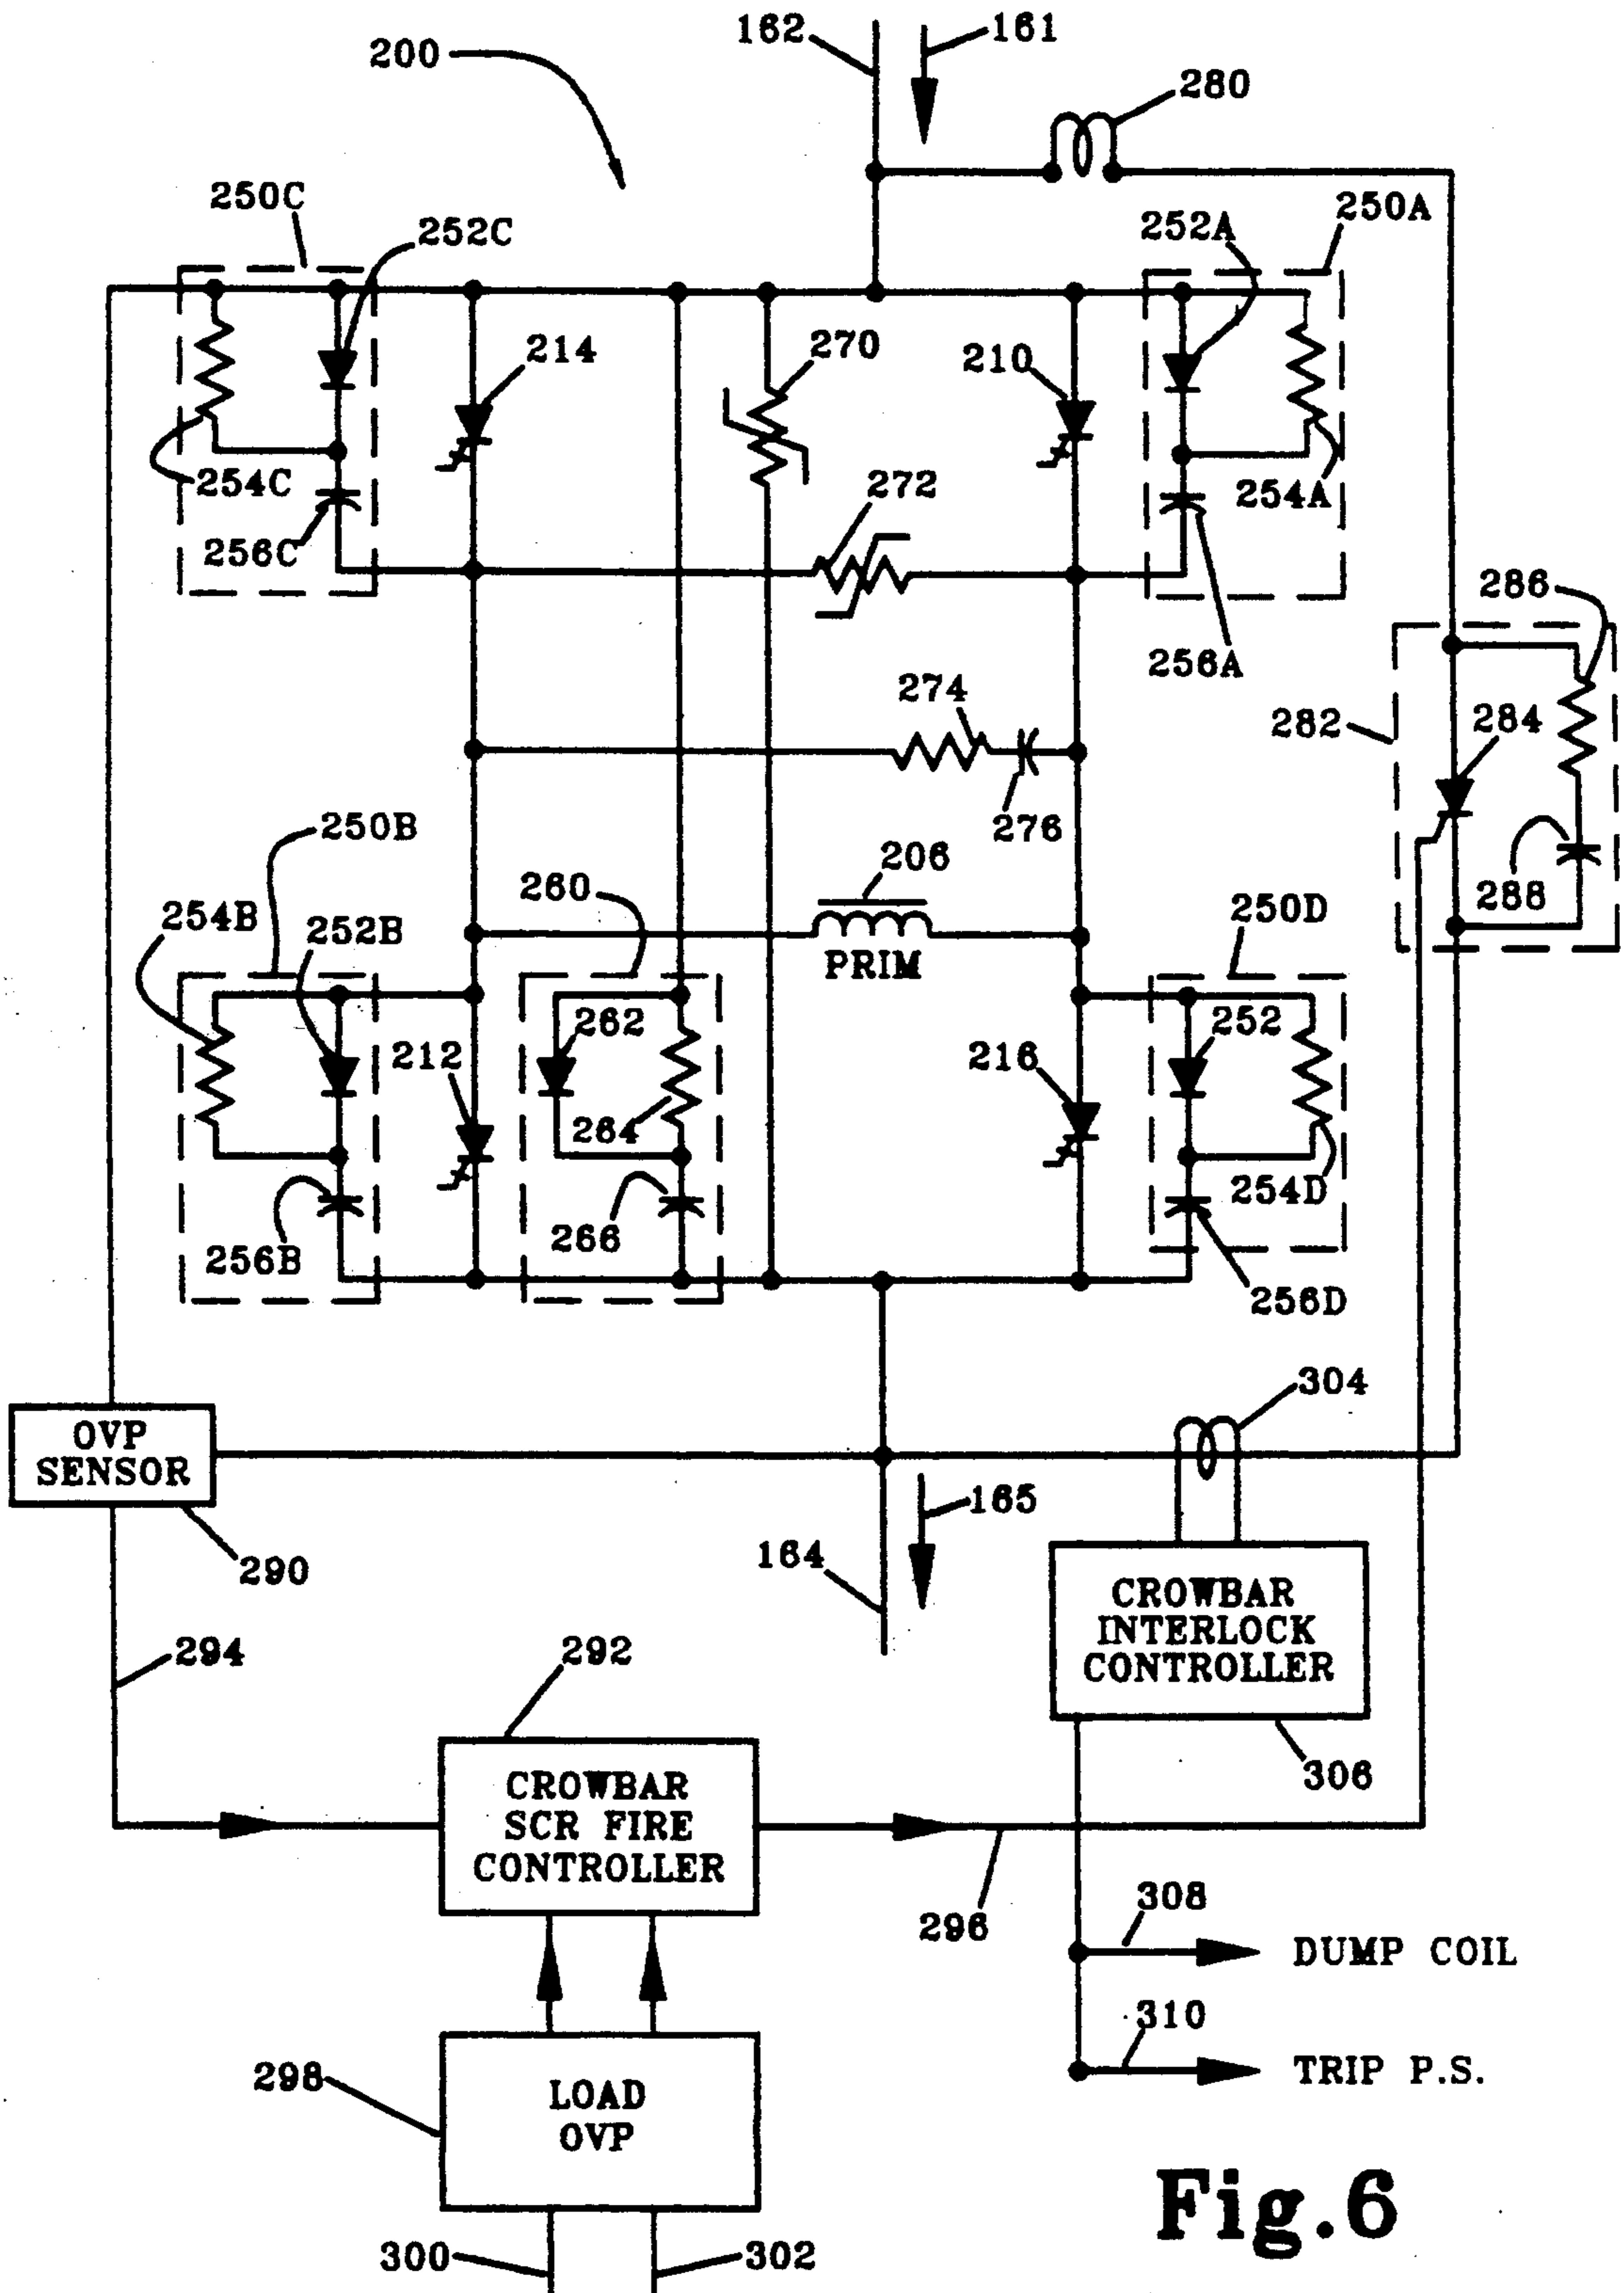 162
161
200
280
250C
252C
252A
250A
214
270
210
254C
272
254A
256C
286
256A
274
282
284
276
250B
206
288
260
250D
254B
252B
PRIM
262
252
212
216
264
254D
256B
266
256D
304
OVP
SENSOR
165
290
164
CROWBAR
INTERLOCK
CONTROLLER
294
292
306
CROWBAR
SCR FIRE
CONTROLLER
296
308
DUMP COIL
310
TRIP P.S.
298
LOAD
OVP
300
302
Fig.6